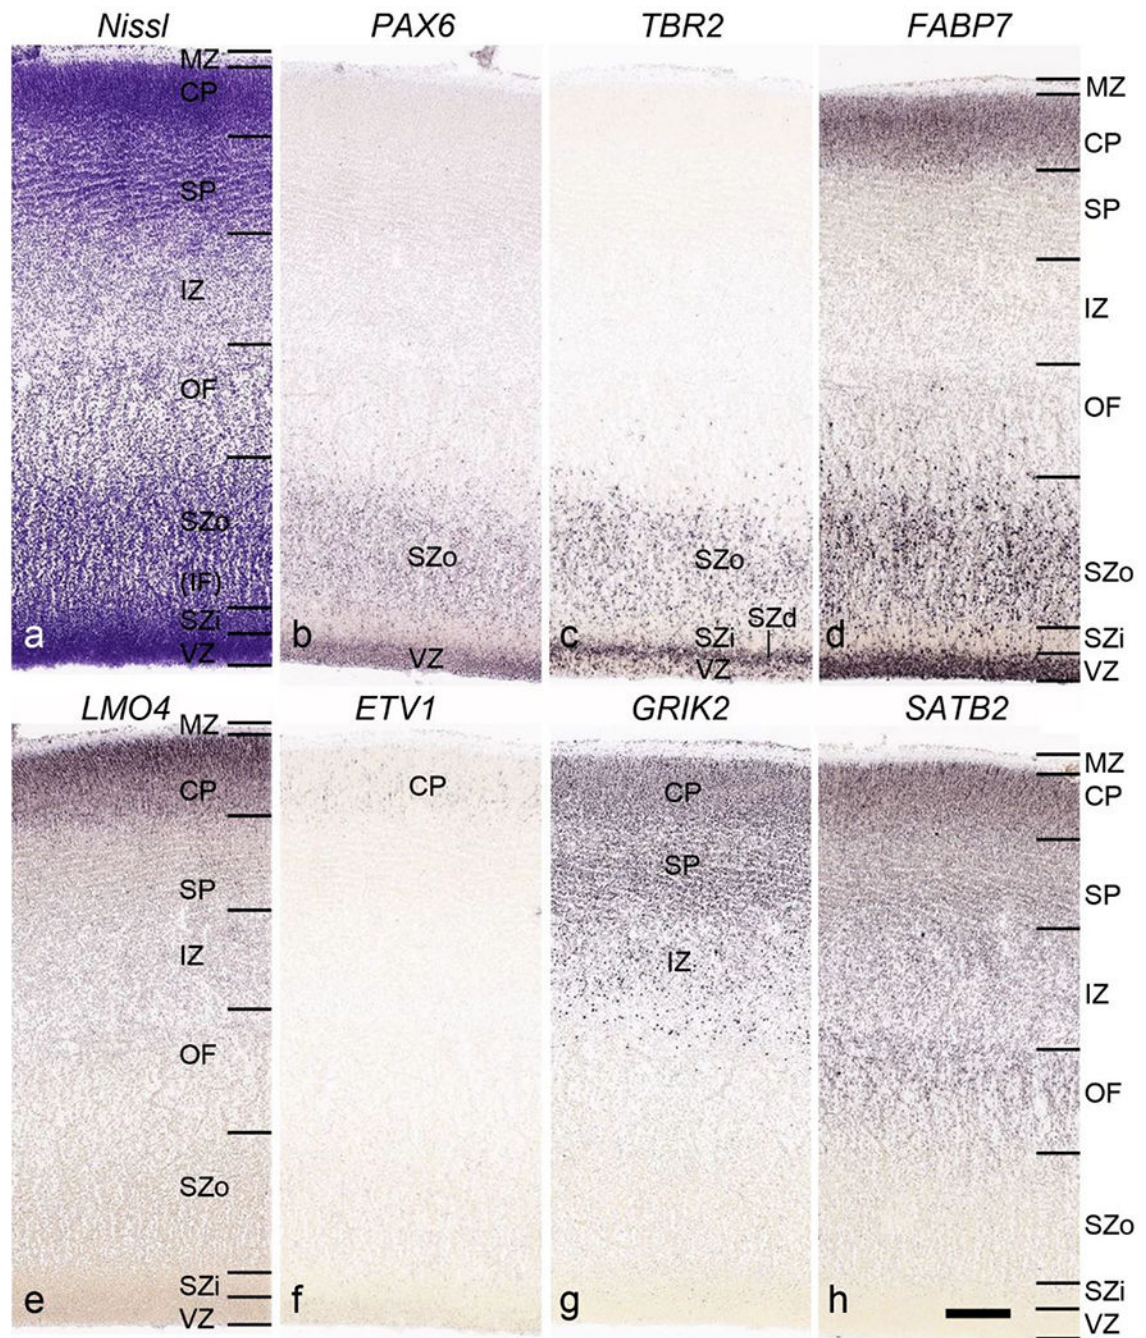 Nissl PAX6 TBR2 FABP7
MZ
CP
SP
IZ
OF
SZo
(IF)
SZi
VZ
a
SZo
VZ
b
SZo
SZd
SZi
VZ
c
MZ
CP
SP
IZ
OF
SZo
SZi
VZ
d
LMO4 ETV1 GRIK2 SATB2
MZ
CP
SP
IZ
OF
SZo
SZi
VZ
e
CP
f
CP
SP
IZ
g
MZ
CP
SP
IZ
OF
SZo
SZi
VZ
h